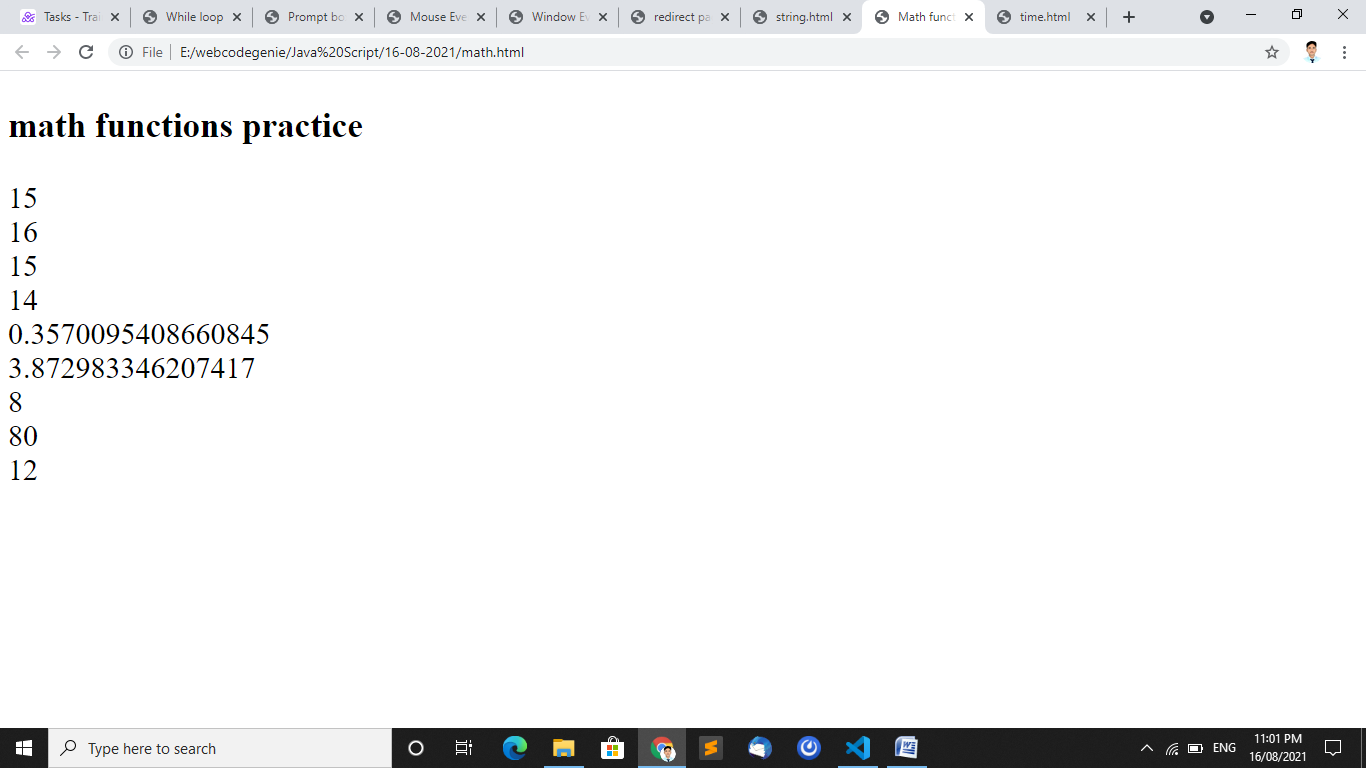 Tasks - Trai
While loop
Prompt bo
Mouse Eve
Window Ev
redirect pa
string.html
Math funct
time.html
File
E:/webcodegenie/Java%20Script/16-08-2021/math.html
math functions practice
15
16
15
14
0.3570095408660845
3.872983346207417
8
80
12
Type here to search
ENG
11:01 PM
16/08/2021